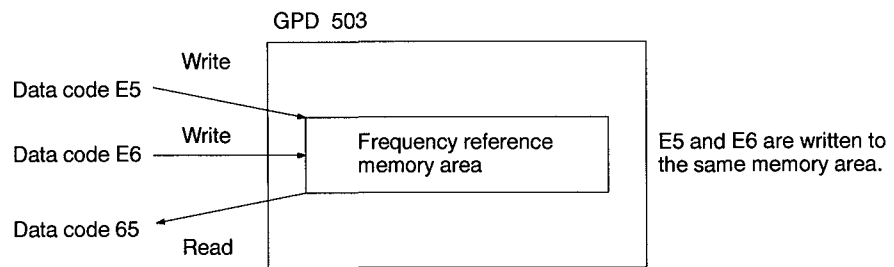 GPD 503
Write
Data code E5
Write
Data code E6
Frequency reference
memory area
E5 and E6 are written to
the same memory area.
Data code 65
Read